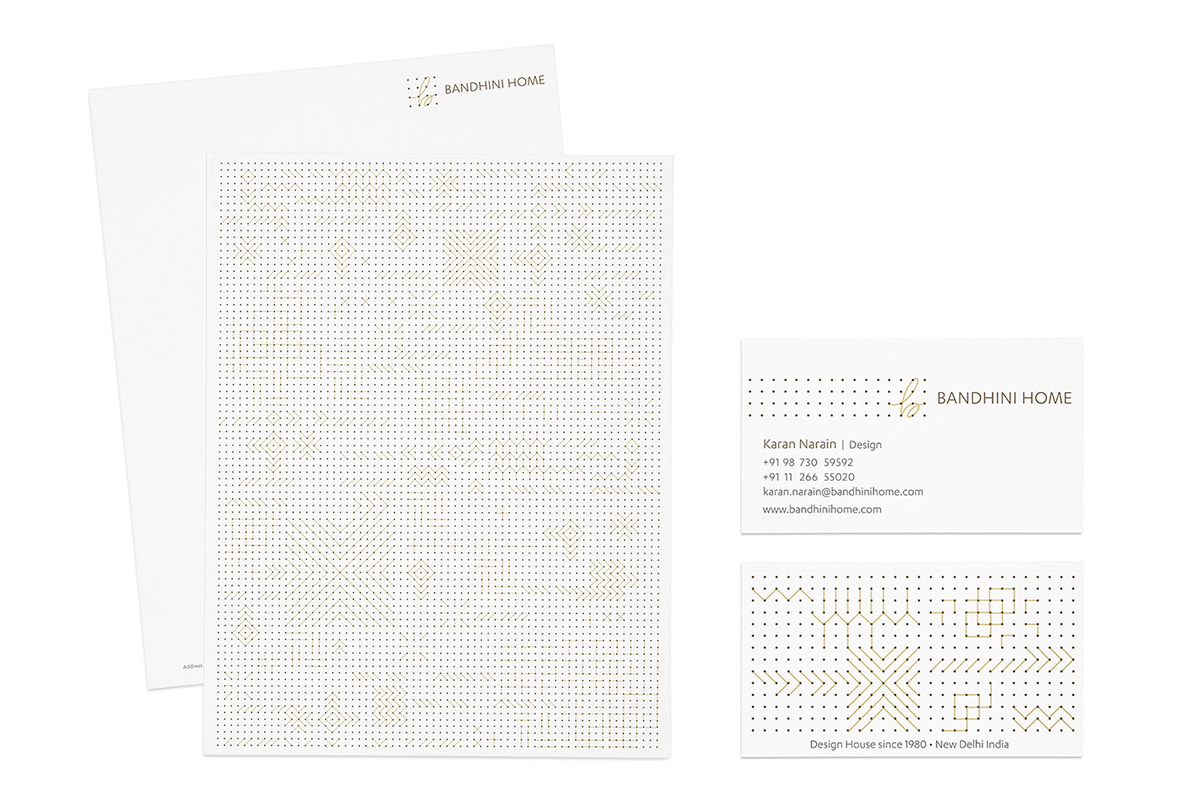 BANDHINI HOME
Address
BANDHINI HOME
Karan Narain | Design
+91 98 730 59592
+91 11 266 55020
karan.narain@bandhinihome.com
www.bandhinihome.com
Design House since 1980 • New Delhi India